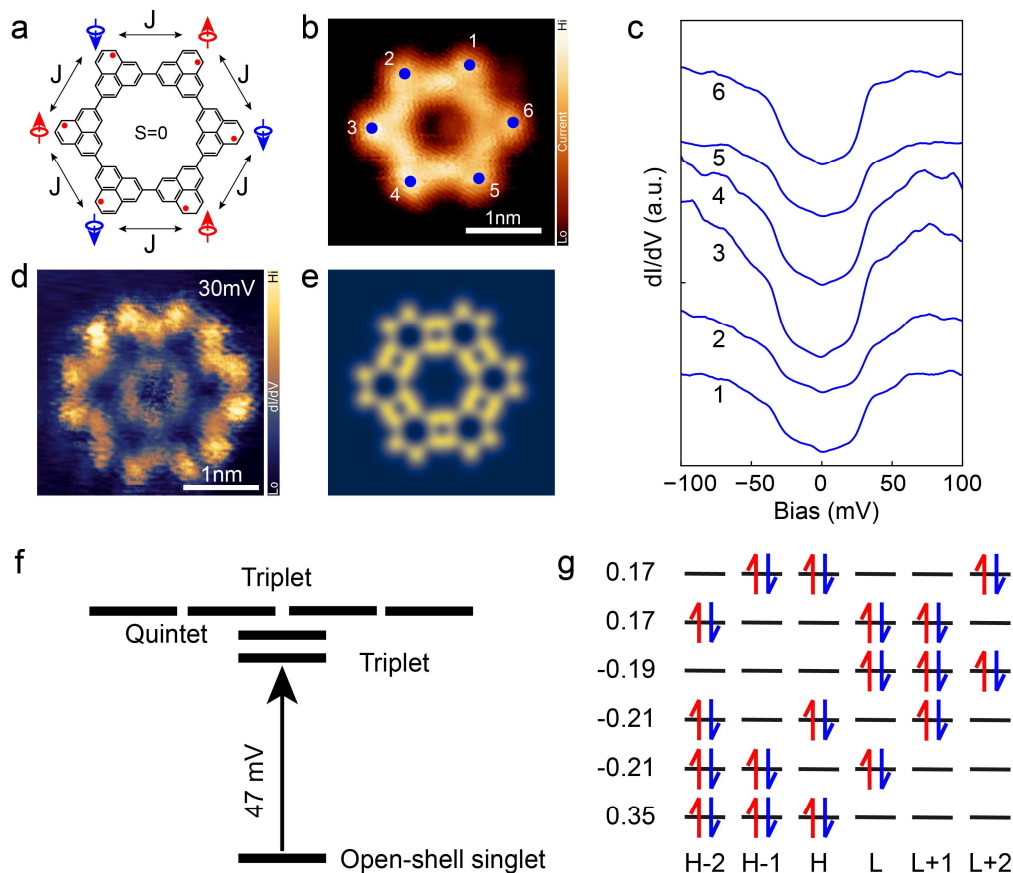 a
J
J
J
S=0
J
J
J
b
1
2
3
4
5
6
1nm
Hi
Current
Lo
c
6
5
4
3
2
1
dI/dV (a.u.)
−100
−50
0
50
100
Bias (mV)
d
30mV
1nm
Hi
dI/dV
Lo
e
f
Triplet
Quintet
Triplet
47 mV
Open-shell singlet
g
0.17
0.17
-0.19
-0.21
-0.21
0.35
H-2 H-1 H L L+1 L+2